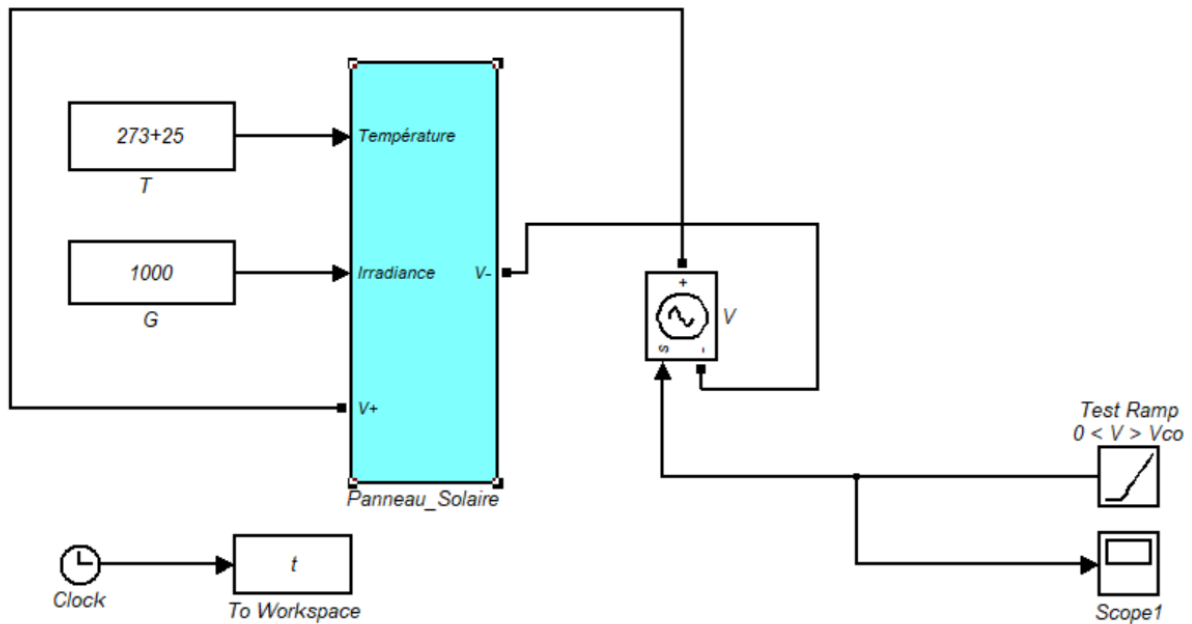 273+25
T
Température
1000
G
Irradiance
V-
V+
Panneau_Solaire
+
V
s
-
Test Ramp
0 < V > Vco
Clock
t
To Workspace
Scope1